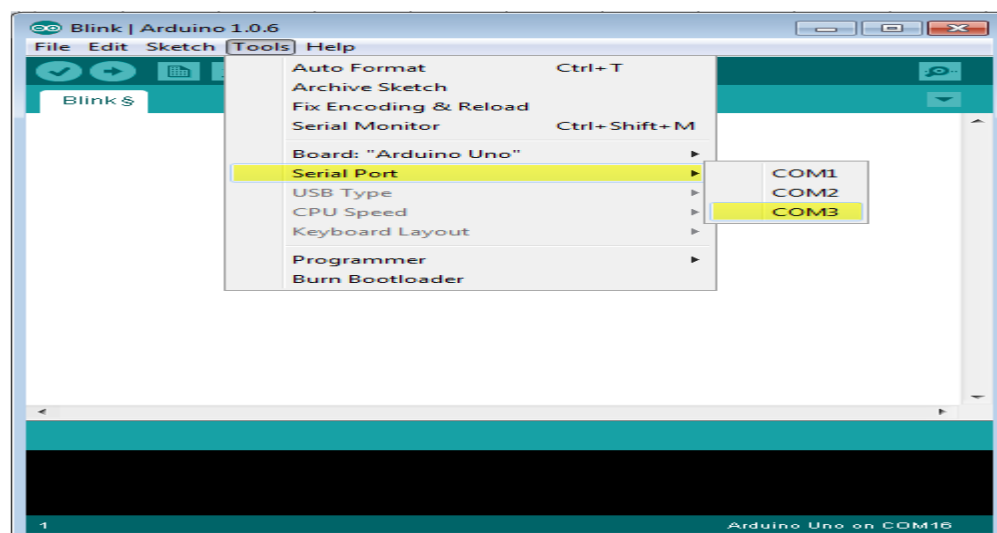 Blink | Arduino 1.0.6
File Edit Sketch Tools Help
Auto Format Ctrl+T
Archive Sketch
Blink §
Fix Encoding & Reload
Serial Monitor Ctrl+Shift+M
Board: "Arduino Uno"
Serial Port
COM1
USB Type
COM2
CPU Speed
COM3
Keyboard Layout
Programmer
Burn Bootloader
1 Arduino Uno on COM16